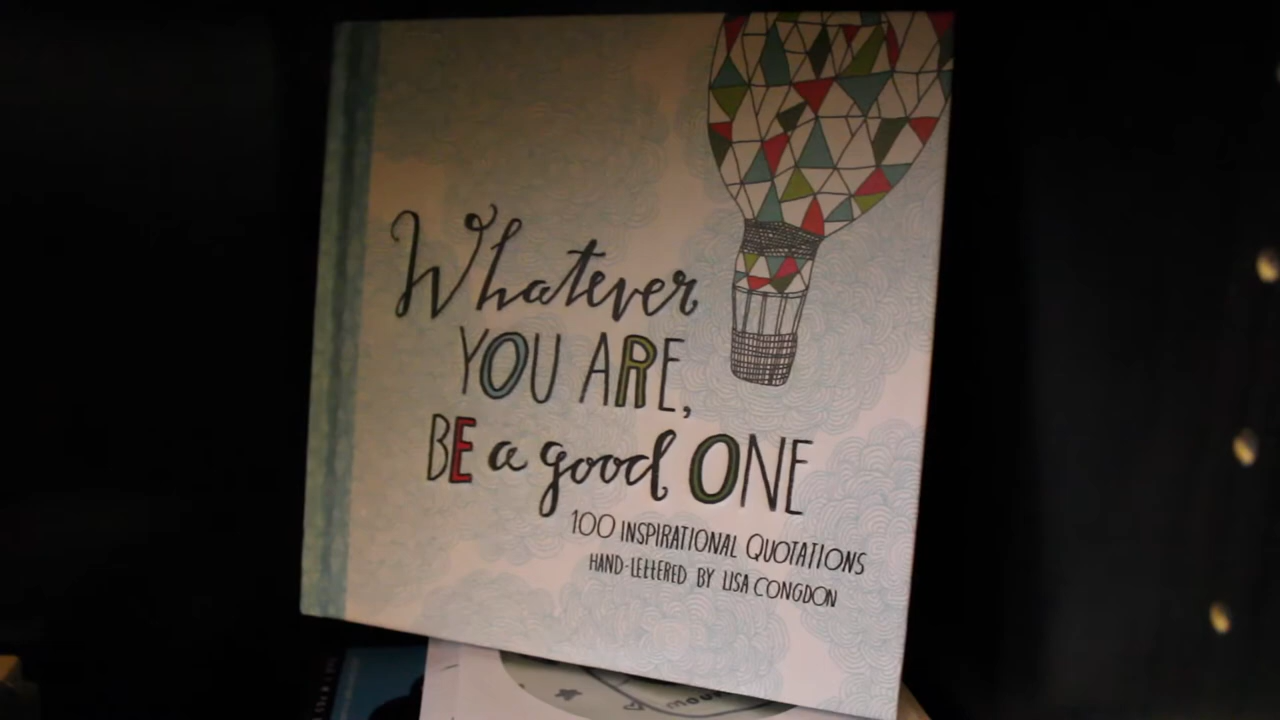 Whatever
YOU ARE,
BE a good ONE
100 INSPIRATIONAL QUOTATIONS
HAND-LETTERED BY LISA CONGDON